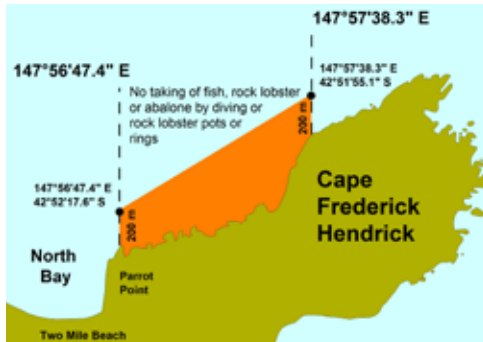 147°57'38.3" E
147°56'47.4" E
147°57'38.3" E
42°51'55.1" S
No taking of fish, rock lobster
or abalone by diving or
rock lobster pots or
rings
200 m
147°56'47.4" E
42°52'17.6" S
200 m
Cape
Frederick
Hendrick
North
Bay
Parrot
Point
Two Mile Beach